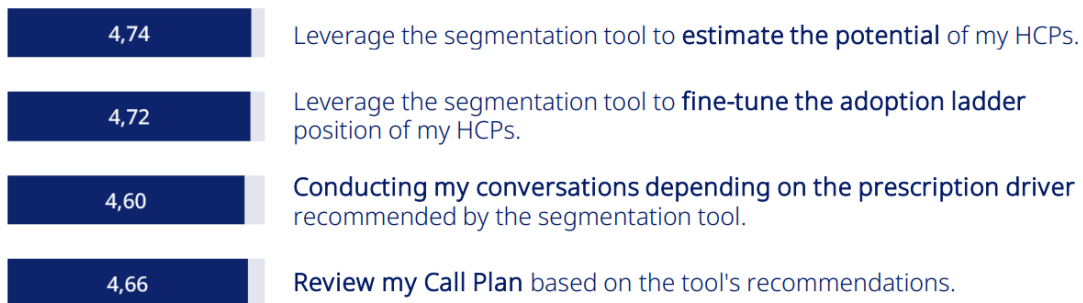 4,74
Leverage the segmentation tool to estimate the potential of my HCPs.
4,72
Leverage the segmentation tool to fine-tune the adoption ladder
position of my HCPs.
4,60
Conducting my conversations depending on the prescription driver
recommended by the segmentation tool.
4,66
Review my Call Plan based on the tool's recommendations.